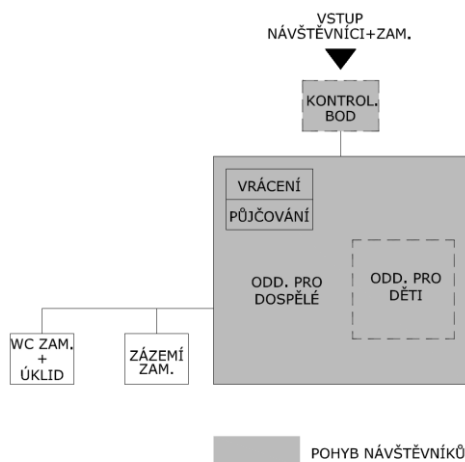 VSTUP
NÁVŠTĚVNÍCI+ZAM.
KONTROL.
BOD
VRÁCENÍ
PŮJČOVÁNÍ
ODD. PRO
DOSPĚLÉ
ODD. PRO
DĚTI
WC ZAM.
+
ÚKLID
ZÁZEMÍ
ZAM.
POHYB NÁVŠTĚVNÍKŮ